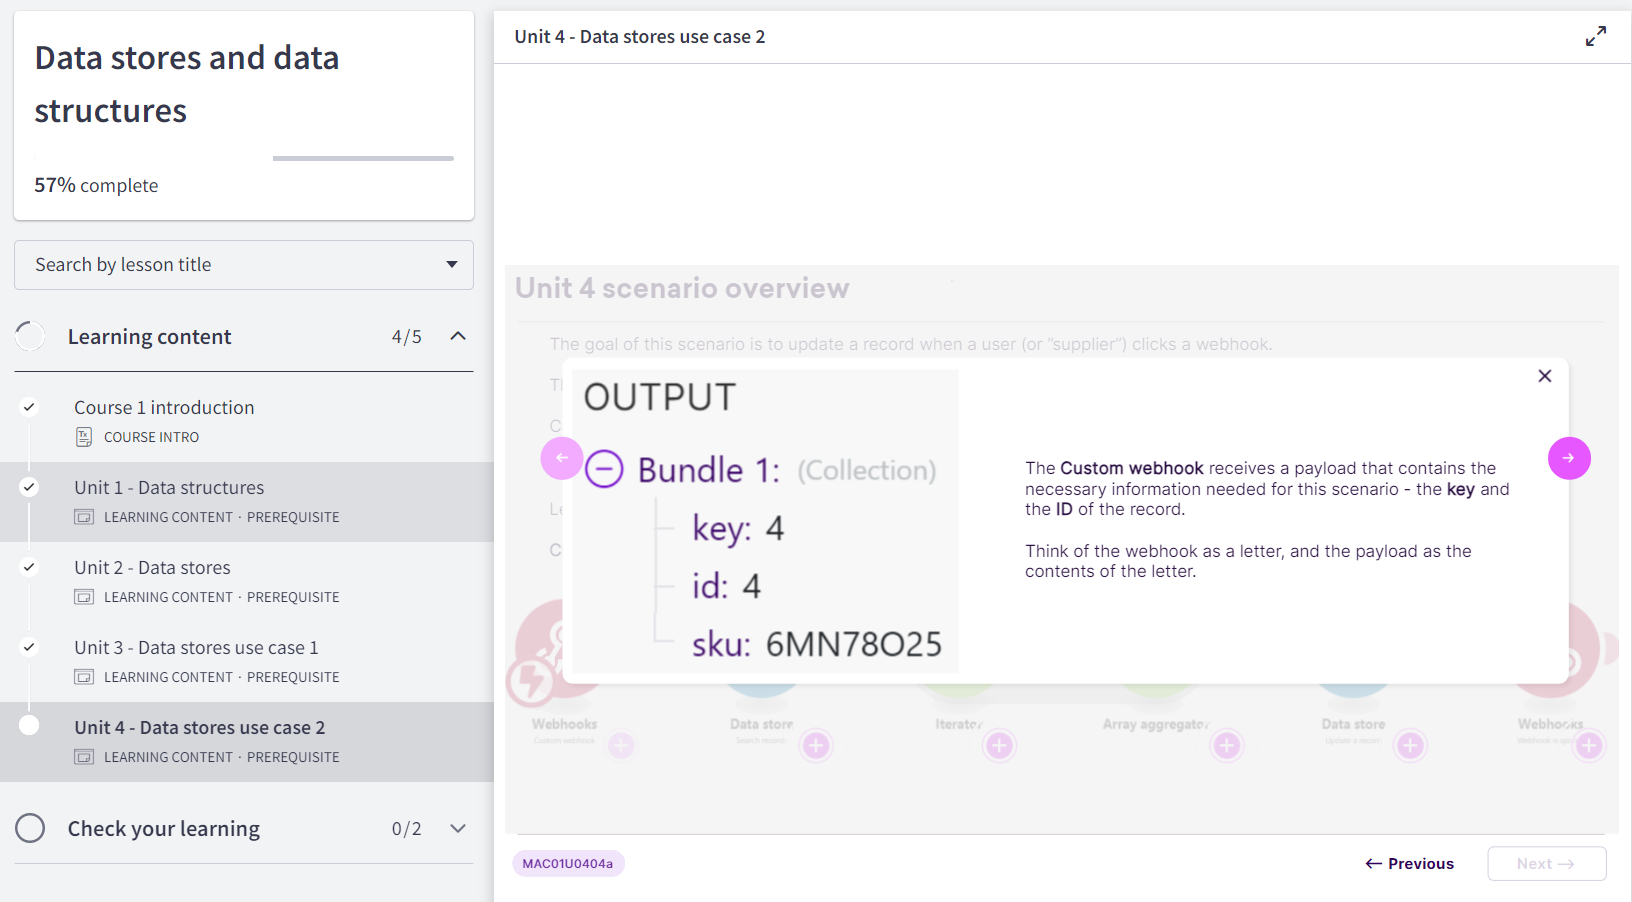 Data stores and data
structures
57% complete
Search by lesson title
Learning content 4/5
Course 1 introduction
COURSE INTRO
Unit 1 - Data structures
LEARNING CONTENT · PREREQUISITE
Unit 2 - Data stores
LEARNING CONTENT · PREREQUISITE
Unit 3 - Data stores use case 1
LEARNING CONTENT · PREREQUISITE
Unit 4 - Data stores use case 2
LEARNING CONTENT · PREREQUISITE
Check your learning 0/2
Unit 4 - Data stores use case 2
Unit 4 scenario overview
The goal of this scenario is to update a record when a user (or "supplier") clicks a webhook.
OUTPUT
Bundle 1: (Collection)
key: 4
id: 4
sku: 6MN78O25
The Custom webhook receives a payload that contains the
necessary information needed for this scenario - the key and
the ID of the record.
Think of the webhook as a letter, and the payload as the
contents of the letter.
Webhooks
Custom webhook
Data store
Search records
Iterator
Array aggregator
Data store
Update a record
Webhooks
MAC01U0404a
← Previous
Next →